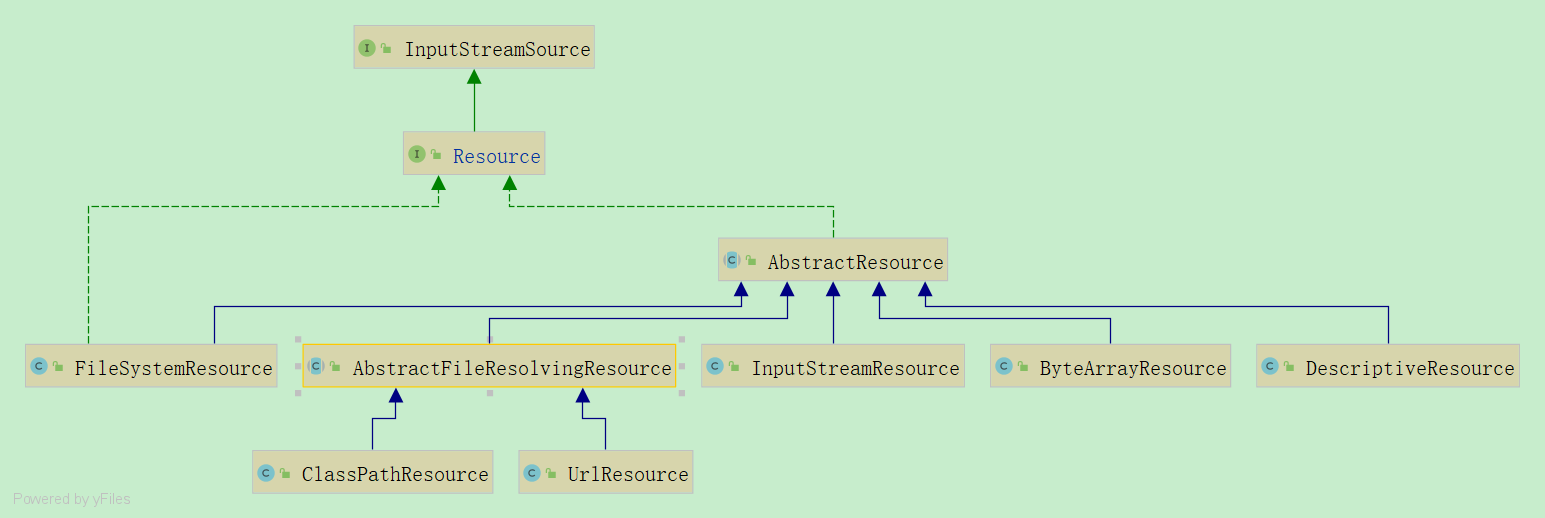 I InputStreamSource
I Resource
C AbstractResource
C FileSystemResource
C AbstractFileResolvingResource
C InputStreamResource
C ByteArrayResource
C DescriptiveResource
C ClassPathResource
C UrlResource
Powered by yFiles